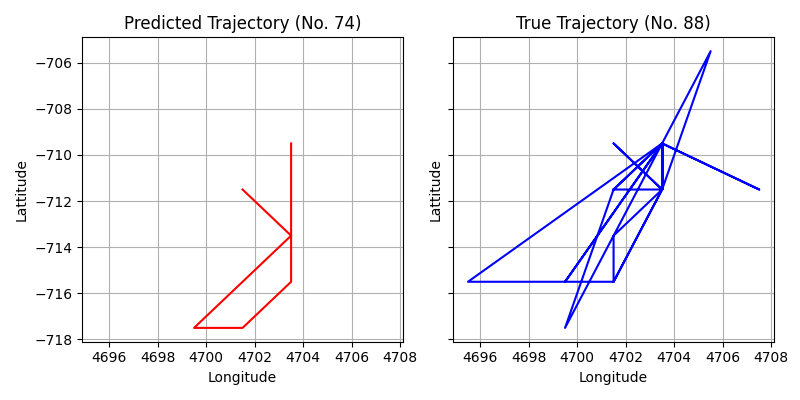 Predicted Trajectory (No. 74)
True Trajectory (No. 88)
−706
−708
−710
−712
−714
−716
−718
Lattitude
Lattitude
4696 4698 4700 4702 4704 4706 4708
4696 4698 4700 4702 4704 4706 4708
Longitude
Longitude